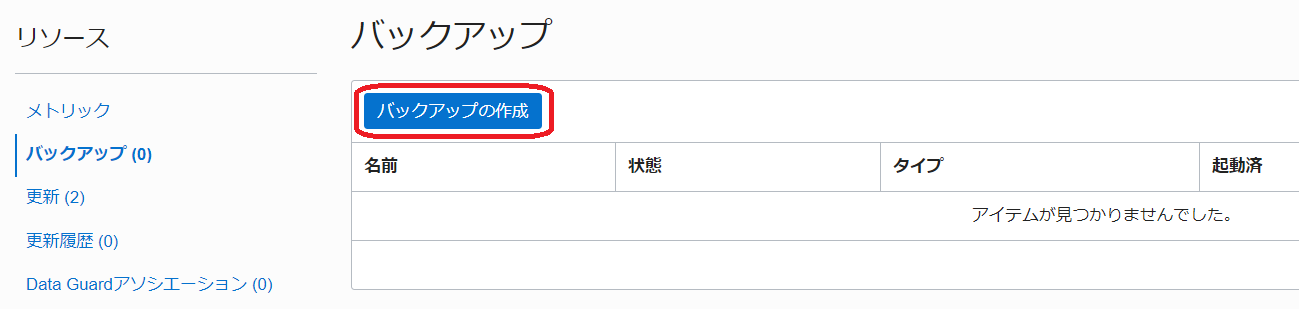 リソース
メトリック
バックアップ (0)
更新 (2)
更新履歴 (0)
Data Guardアソシエーション (0)
バックアップ
バックアップの作成
名前 状態 タイプ 起動済
アイテムが見つかりませんでした。